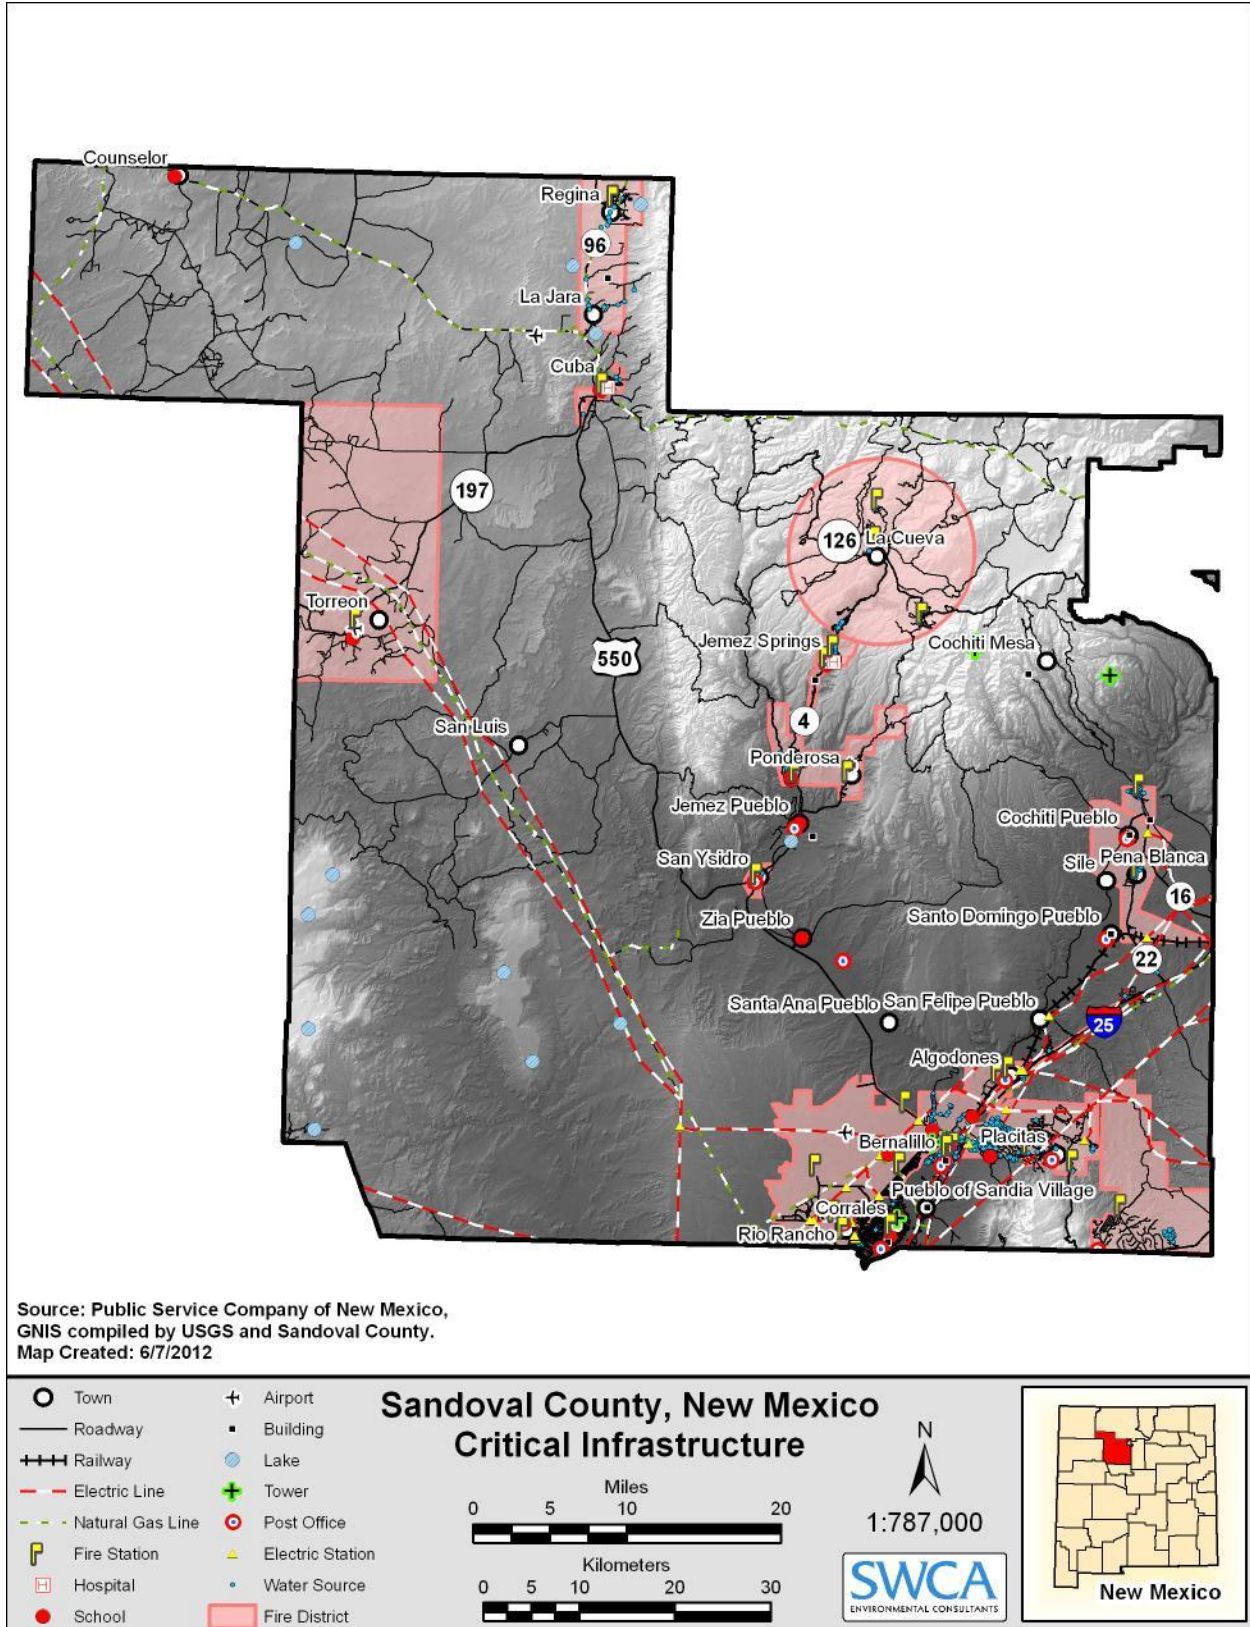 Counselor
Regina
96
La Jara
Cuba
197
126
La Cueva
Torreon
550
Jemez Springs
Cochiti Mesa
4
San Luis
Ponderosa
Jemez Pueblo
Cochiti Pueblo
San Ysidro
Sile
Pena Blanca
16
Zia Pueblo
Santo Domingo Pueblo
22
Santa Ana Pueblo
San Felipe Pueblo
25
Algodones
Bernalillo
Placitas
Pueblo of Sandia Village
Corrales
Rio Rancho
Source: Public Service Company of New Mexico,
GNIS compiled by USGS and Sandoval County.
Map Created: 6/7/2012
Town
Roadway
Railway
Electric Line
Natural Gas Line
Fire Station
H Hospital
School
Airport
Building
Lake
Tower
Post Office
Electric Station
Water Source
Fire District
Sandoval County, New Mexico
Critical Infrastructure
Miles
0 5 10 20
Kilometers
0 5 10 20 30
N
1:787,000
SWCA
ENVIRONMENTAL CONSULTANTS
New Mexico